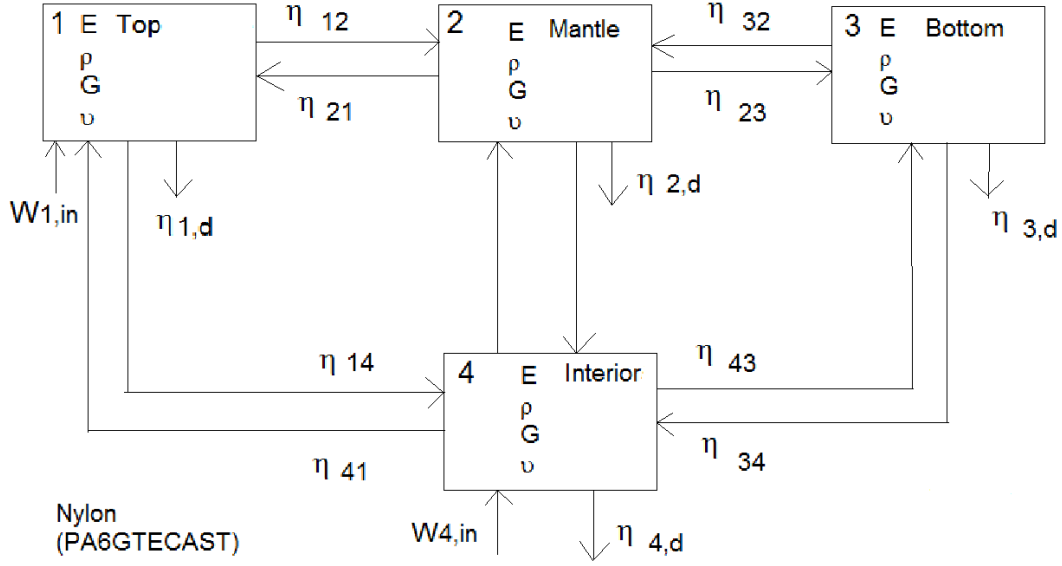 1 E Top
ρ
G
υ
η 12
η 21
2 E Mantle
ρ
G
υ
η 32
η 23
3 E Bottom
ρ
G
υ
W1,in
η 1,d
η 2,d
η 3,d
η 14
η 41
4 E Interior
ρ
G
υ
η 43
η 34
W4,in
η 4,d
Nylon
(PA6GTECAST)